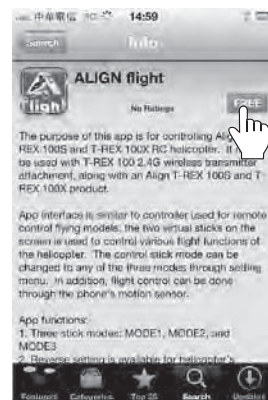 中華電信 14:59
Search
Info
ALIGN flight
No Ratings
FREE
The purpose of this app is for controlling
REX 100S and T-REX 100X RC helicopter. It
be used with T-REX 100 2.4G wireless transmitter
attachment, along with an Align T-REX 100S and T-
REX 100X product.
App interface is similar to controller used for remote
control flying models, the two virtual sticks on the
screen is used to control various flight functions of
the helicopter. The control stick mode can be
changed to any of the three modes through setting
menu. In addition, flight control can be done
through the phone's motion sensor.
App functions:
1. Three stick modes: MODE1, MODE2, and
MODE3
2. Reverse setting is available for helicopter's
Featured Categories Top 25 Search Updates